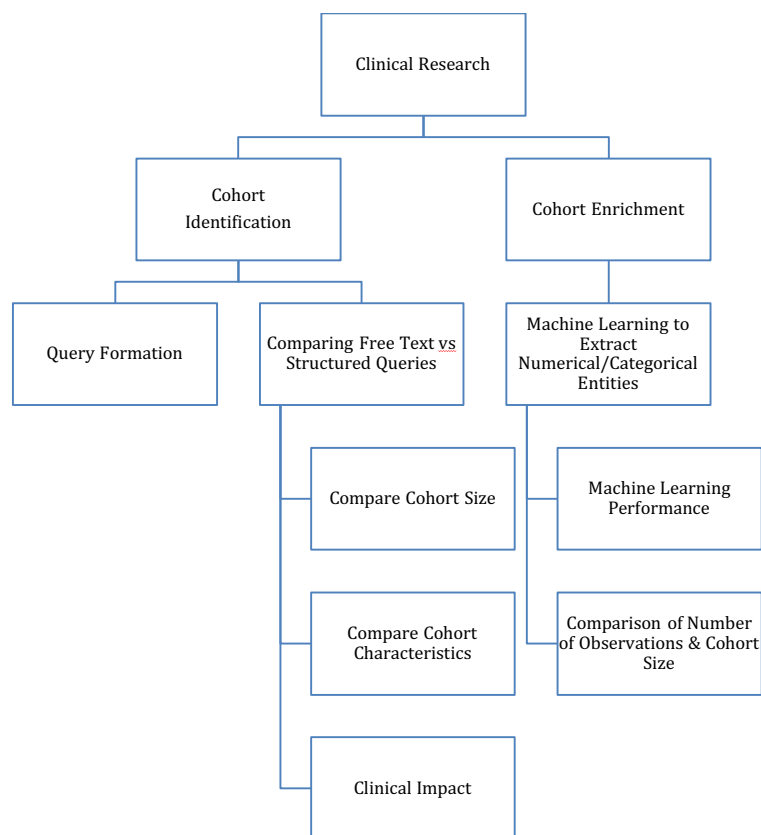 Clinical Research
Cohort
Identification
Cohort Enrichment
Query Formation
Comparing Free Text vs
Structured Queries
Machine Learning to
Extract
Numerical/Categorical
Entities
Compare Cohort Size
Machine Learning
Performance
Compare Cohort
Characteristics
Comparison of Number
of Observations & Cohort
Size
Clinical Impact